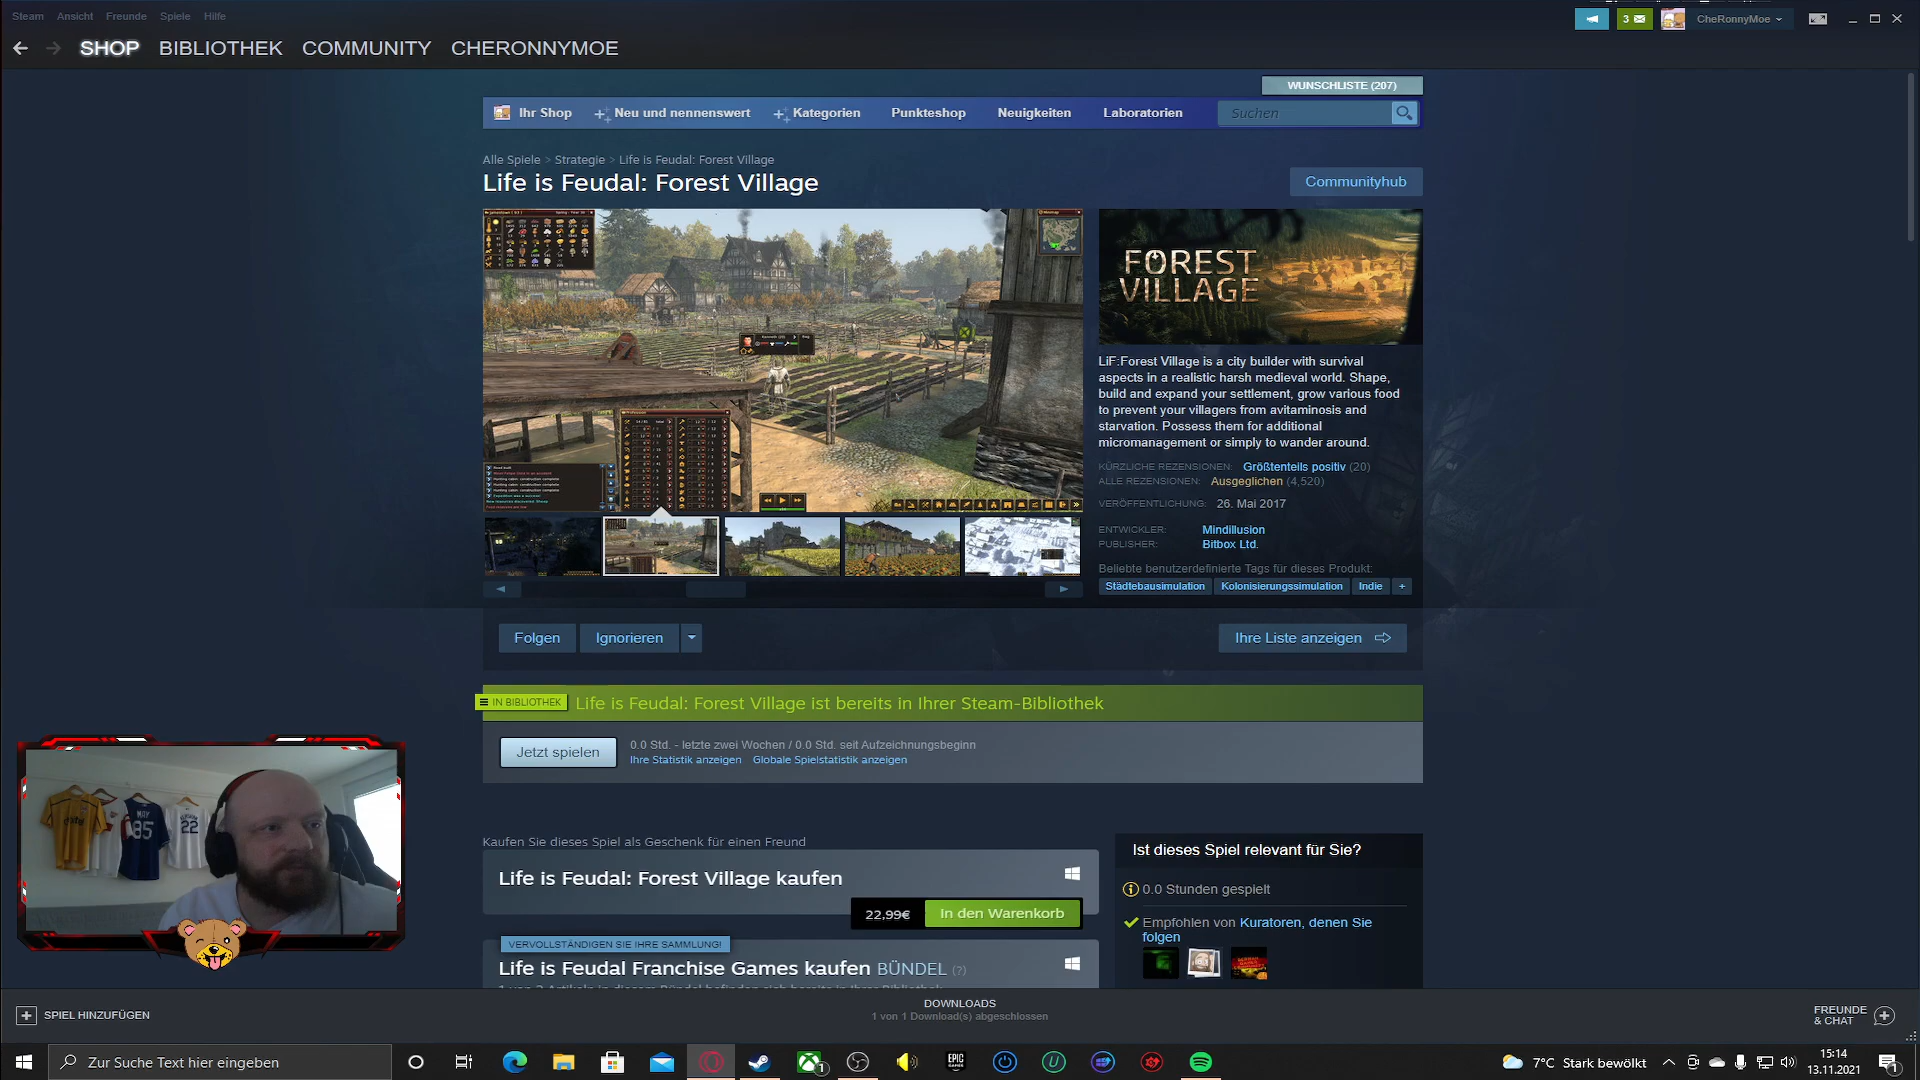 Steam Ansicht Freunde Spiele Hilfe
3
CheRonnyMoe
SHOP BIBLIOTHEK COMMUNITY CHERONNYMOE
WUNSCHLISTE (207)
Ihr Shop Neu und nennenswert Kategorien Punkteshop Neuigkeiten Laboratorien
Suchen
Alle Spiele > Strategie > Life is Feudal: Forest Village
Life is Feudal: Forest Village
Communityhub
FOREST
VILLAGE
LiF:Forest Village is a city builder with survival
aspects in a realistic harsh medieval world. Shape,
build and expand your settlement, grow various food
to prevent your villagers from avitaminosis and
starvation. Possess them for additional
micromanagement or simply to wander around.
KÜRZLICHE REZENSIONEN: Größtenteils positiv (20)
ALLE REZENSIONEN: Ausgeglichen (4,520)
VERÖFFENTLICHUNG: 26. Mai 2017
ENTWICKLER: Mindillusion
PUBLISHER: Bitbox Ltd.
Beliebte benutzerdefinierte Tags für dieses Produkt:
Städtebausimulation Kolonisierungssimulation Indie +
Folgen Ignorieren
Ihre Liste anzeigen
IN BIBLIOTHEK Life is Feudal: Forest Village ist bereits in Ihrer Steam-Bibliothek
Jetzt spielen
0.0 Std. - letzte zwei Wochen / 0.0 Std. seit Aufzeichnungsbeginn
Ihre Statistik anzeigen Globale Spielstatistik anzeigen
MAY
85
22
Kaufen Sie dieses Spiel als Geschenk für einen Freund
Life is Feudal: Forest Village kaufen
22,99€ In den Warenkorb
VERVOLLSTÄNDIGEN SIE IHRE SAMMLUNG!
Life is Feudal Franchise Games kaufen BÜNDEL (?)
Ist dieses Spiel relevant für Sie?
0.0 Stunden gespielt
Empfohlen von Kuratoren, denen Sie
folgen
SPIEL HINZUFÜGEN
DOWNLOADS
1 von 1 Download(s) abgeschlossen
FREUNDE
& CHAT
Zur Suche Text hier eingeben
1
EPIC
GAMES
7°C Stark bewölkt
15:14
13.11.2021
1